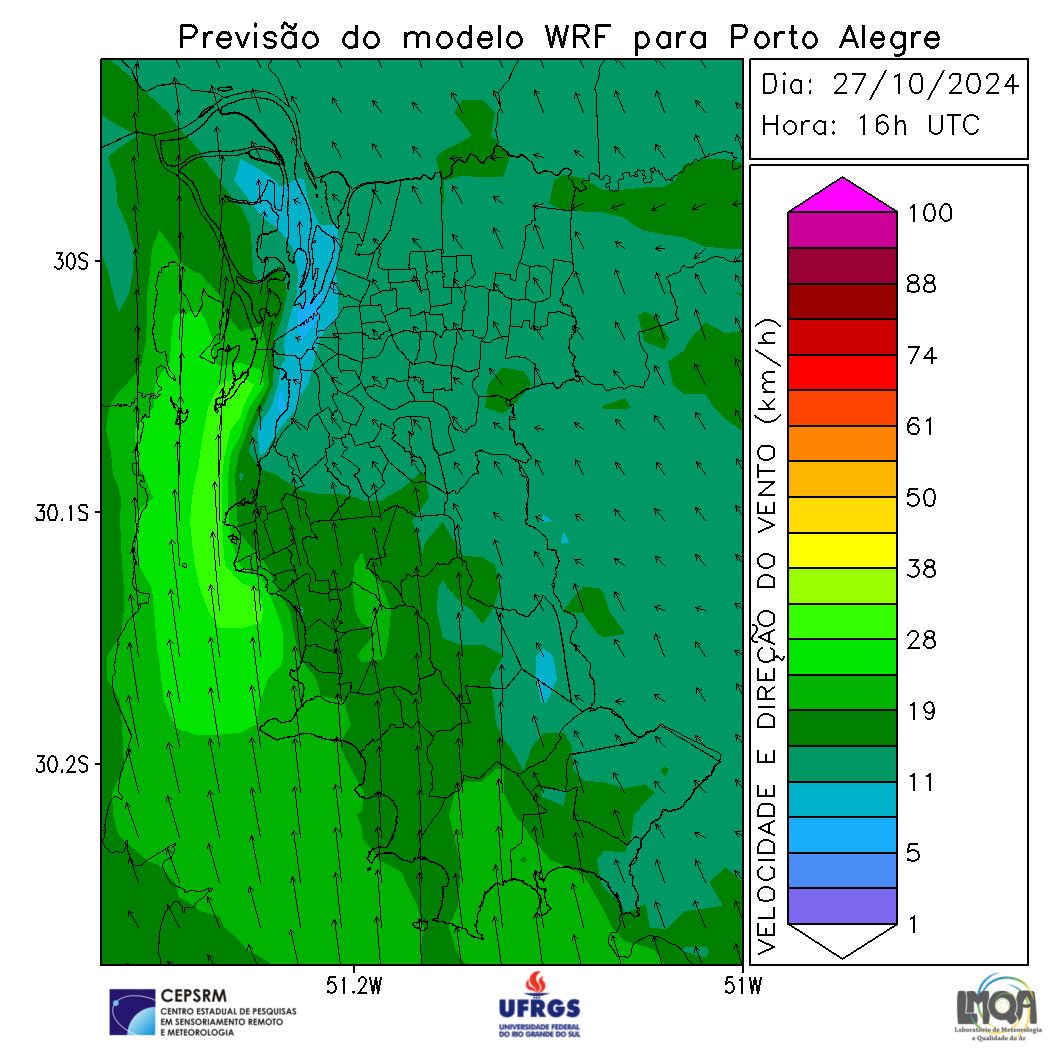 Previsão do modelo WRF para Porto Alegre
Dia: 27/10/2024
Hora: 16h UTC
30S
30.1S
30.2S
51.2W
51W
VELOCIDADE E DIREÇÃO DO VENTO (km/h)
100
88
74
61
50
38
28
19
11
5
1
CEPSRM
CENTRO ESTADUAL DE PESQUISAS
EM SENSORIAMENTO REMOTO
E METEOROLOGIA
UFRGS
UNIVERSIDADE FEDERAL
DO RIO GRANDE DO SUL
LMQA
Laboratório de Meteorologia
e Qualidade do Ar